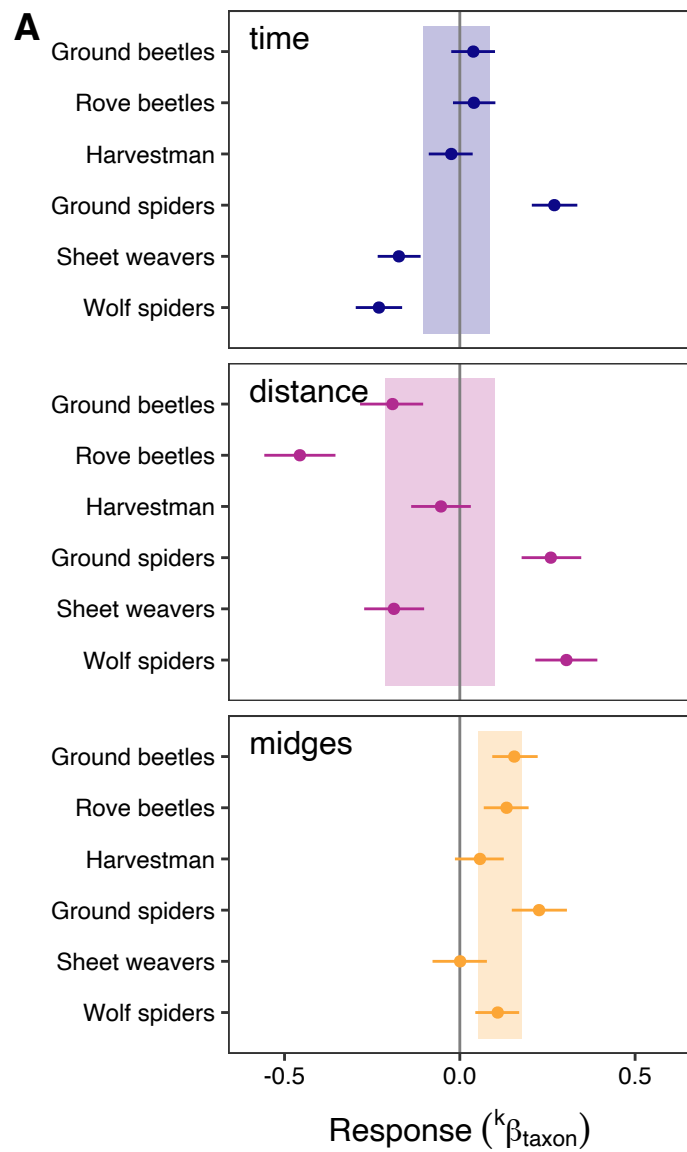 A
time
Ground beetles
Rove beetles
Harvestman
Ground spiders
Sheet weavers
Wolf spiders
distance
Ground beetles
Rove beetles
Harvestman
Ground spiders
Sheet weavers
Wolf spiders
midges
Ground beetles
Rove beetles
Harvestman
Ground spiders
Sheet weavers
Wolf spiders
-0.5 0.0 0.5
Response (ᵏβtaxon)